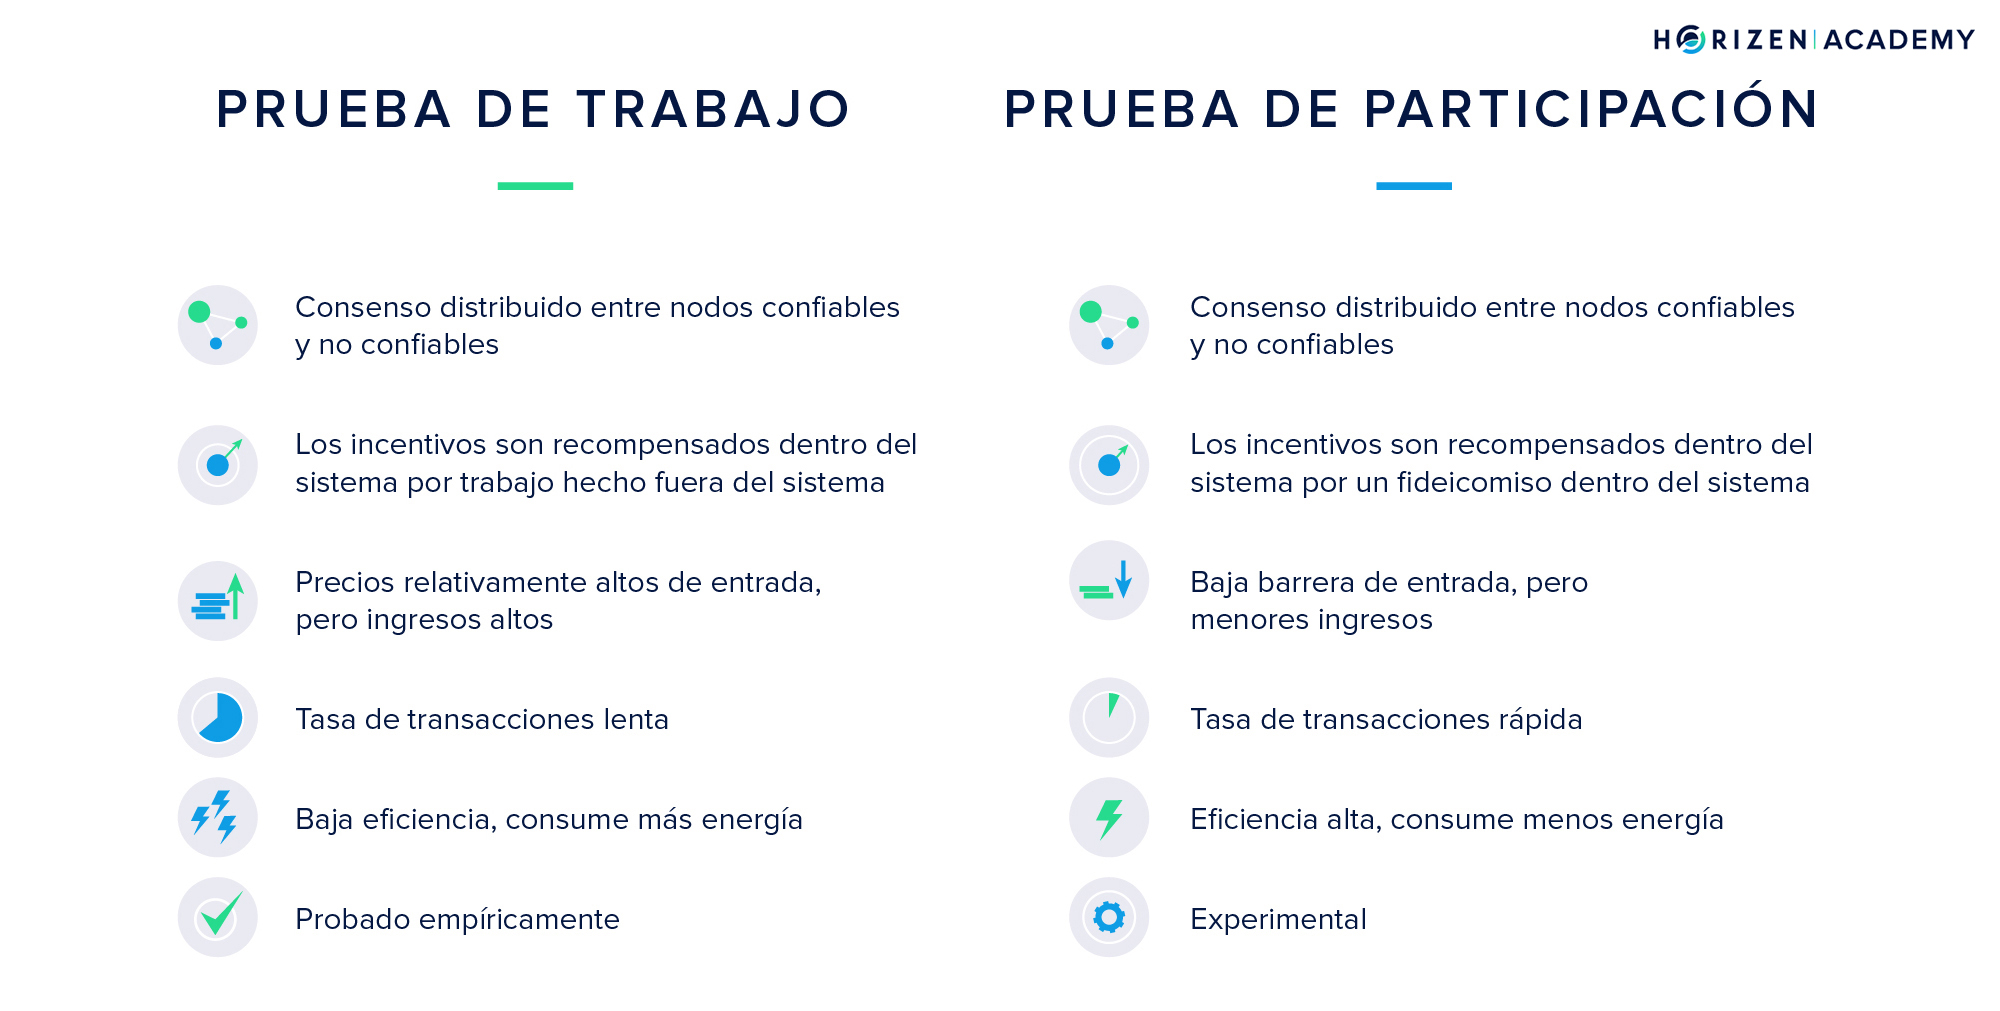 HORIZEN | ACADEMY
PRUEBA DE TRABAJO
Consenso distribuido entre nodos confiables
y no confiables
Los incentivos son recompensados dentro del
sistema por trabajo hecho fuera del sistema
Precios relativamente altos de entrada,
pero ingresos altos
Tasa de transacciones lenta
Baja eficiencia, consume más energía
Probado empíricamente
PRUEBA DE PARTICIPACIÓN
Consenso distribuido entre nodos confiables
y no confiables
Los incentivos son recompensados dentro del
sistema por un fideicomiso dentro del sistema
Baja barrera de entrada, pero
menores ingresos
Tasa de transacciones rápida
Eficiencia alta, consume menos energía
Experimental